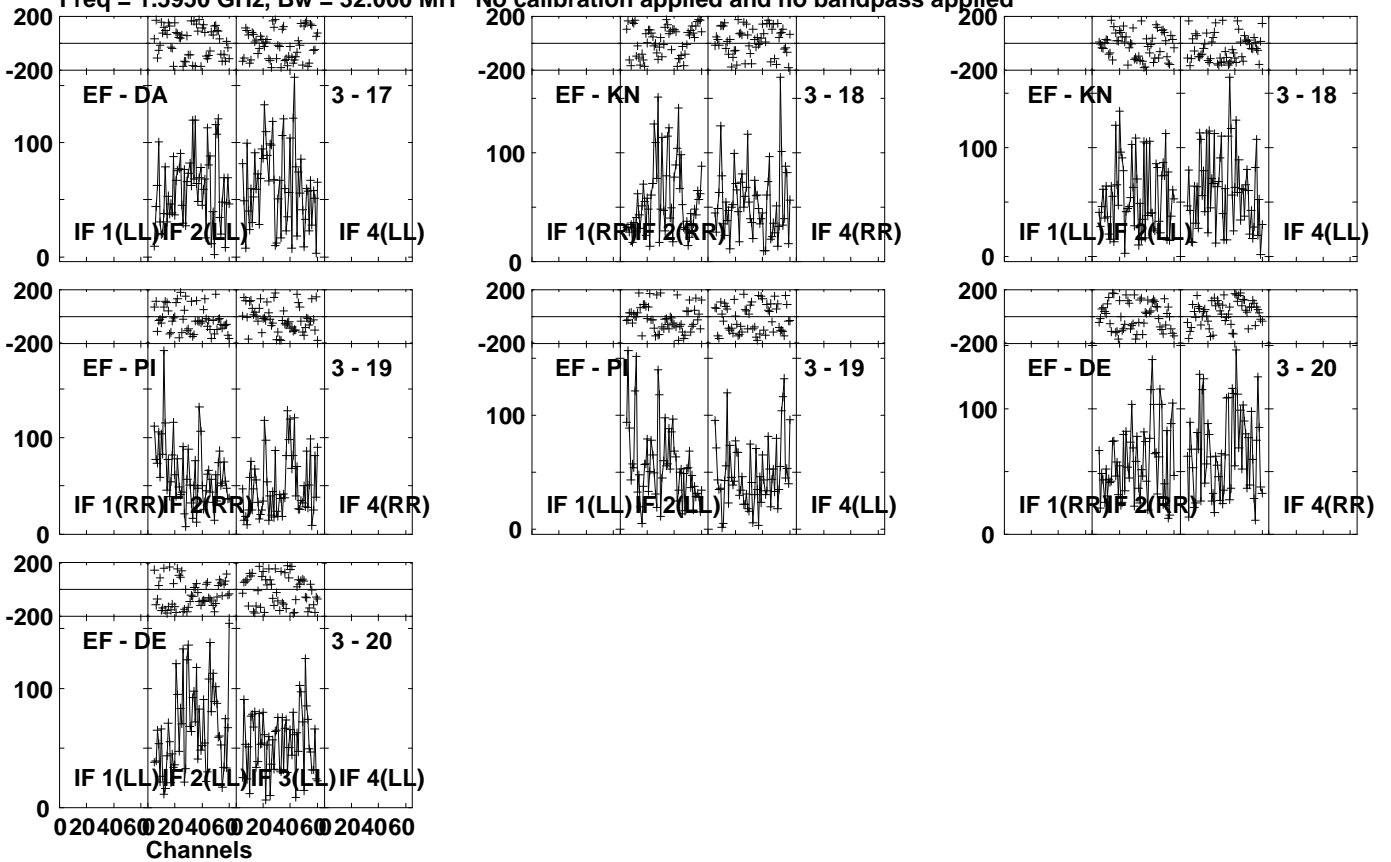 Freq = 1.5950 GHz, Bw = 32.000 MH No calibration applied and no bandpass applied
200
-200
EF - DA 3 - 17
100
IF 1(LL) IF 2(LL) IF 4(LL)
0
200
-200
EF - KN 3 - 18
100
IF 1(RR) IF 2(RR) IF 4(RR)
0
200
-200
EF - KN 3 - 18
100
IF 1(LL) IF 2(LL) IF 4(LL)
0
200
-200
EF - PI 3 - 19
100
IF 1(RR) IF 2(RR) IF 4(RR)
0
200
-200
EF - PI 3 - 19
100
IF 1(LL) IF 2(LL) IF 4(LL)
0
200
-200
EF - DE 3 - 20
100
IF 1(RR) IF 2(RR) IF 4(RR)
0
200
-200
EF - DE 3 - 20
100
IF 1(LL) IF 2(LL) IF 3(LL) IF 4(LL)
0
0 20 40 60 0 20 40 60 0 20 40 60 0 20 40 60
Channels